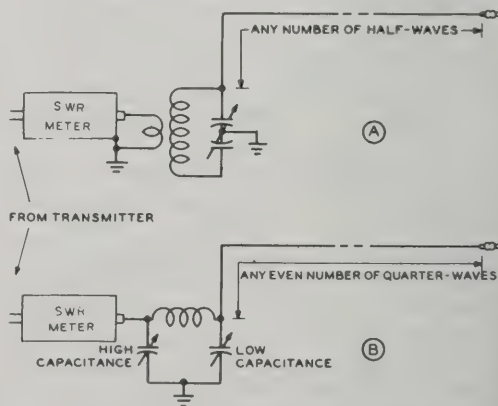 ANY NUMBER OF HALF-WAVES
SWR
METER
A
FROM TRANSMITTER
ANY EVEN NUMBER OF QUARTER-WAVES
SWR
METER
HIGH
CAPACITANCE
LOW
CAPACITANCE
B